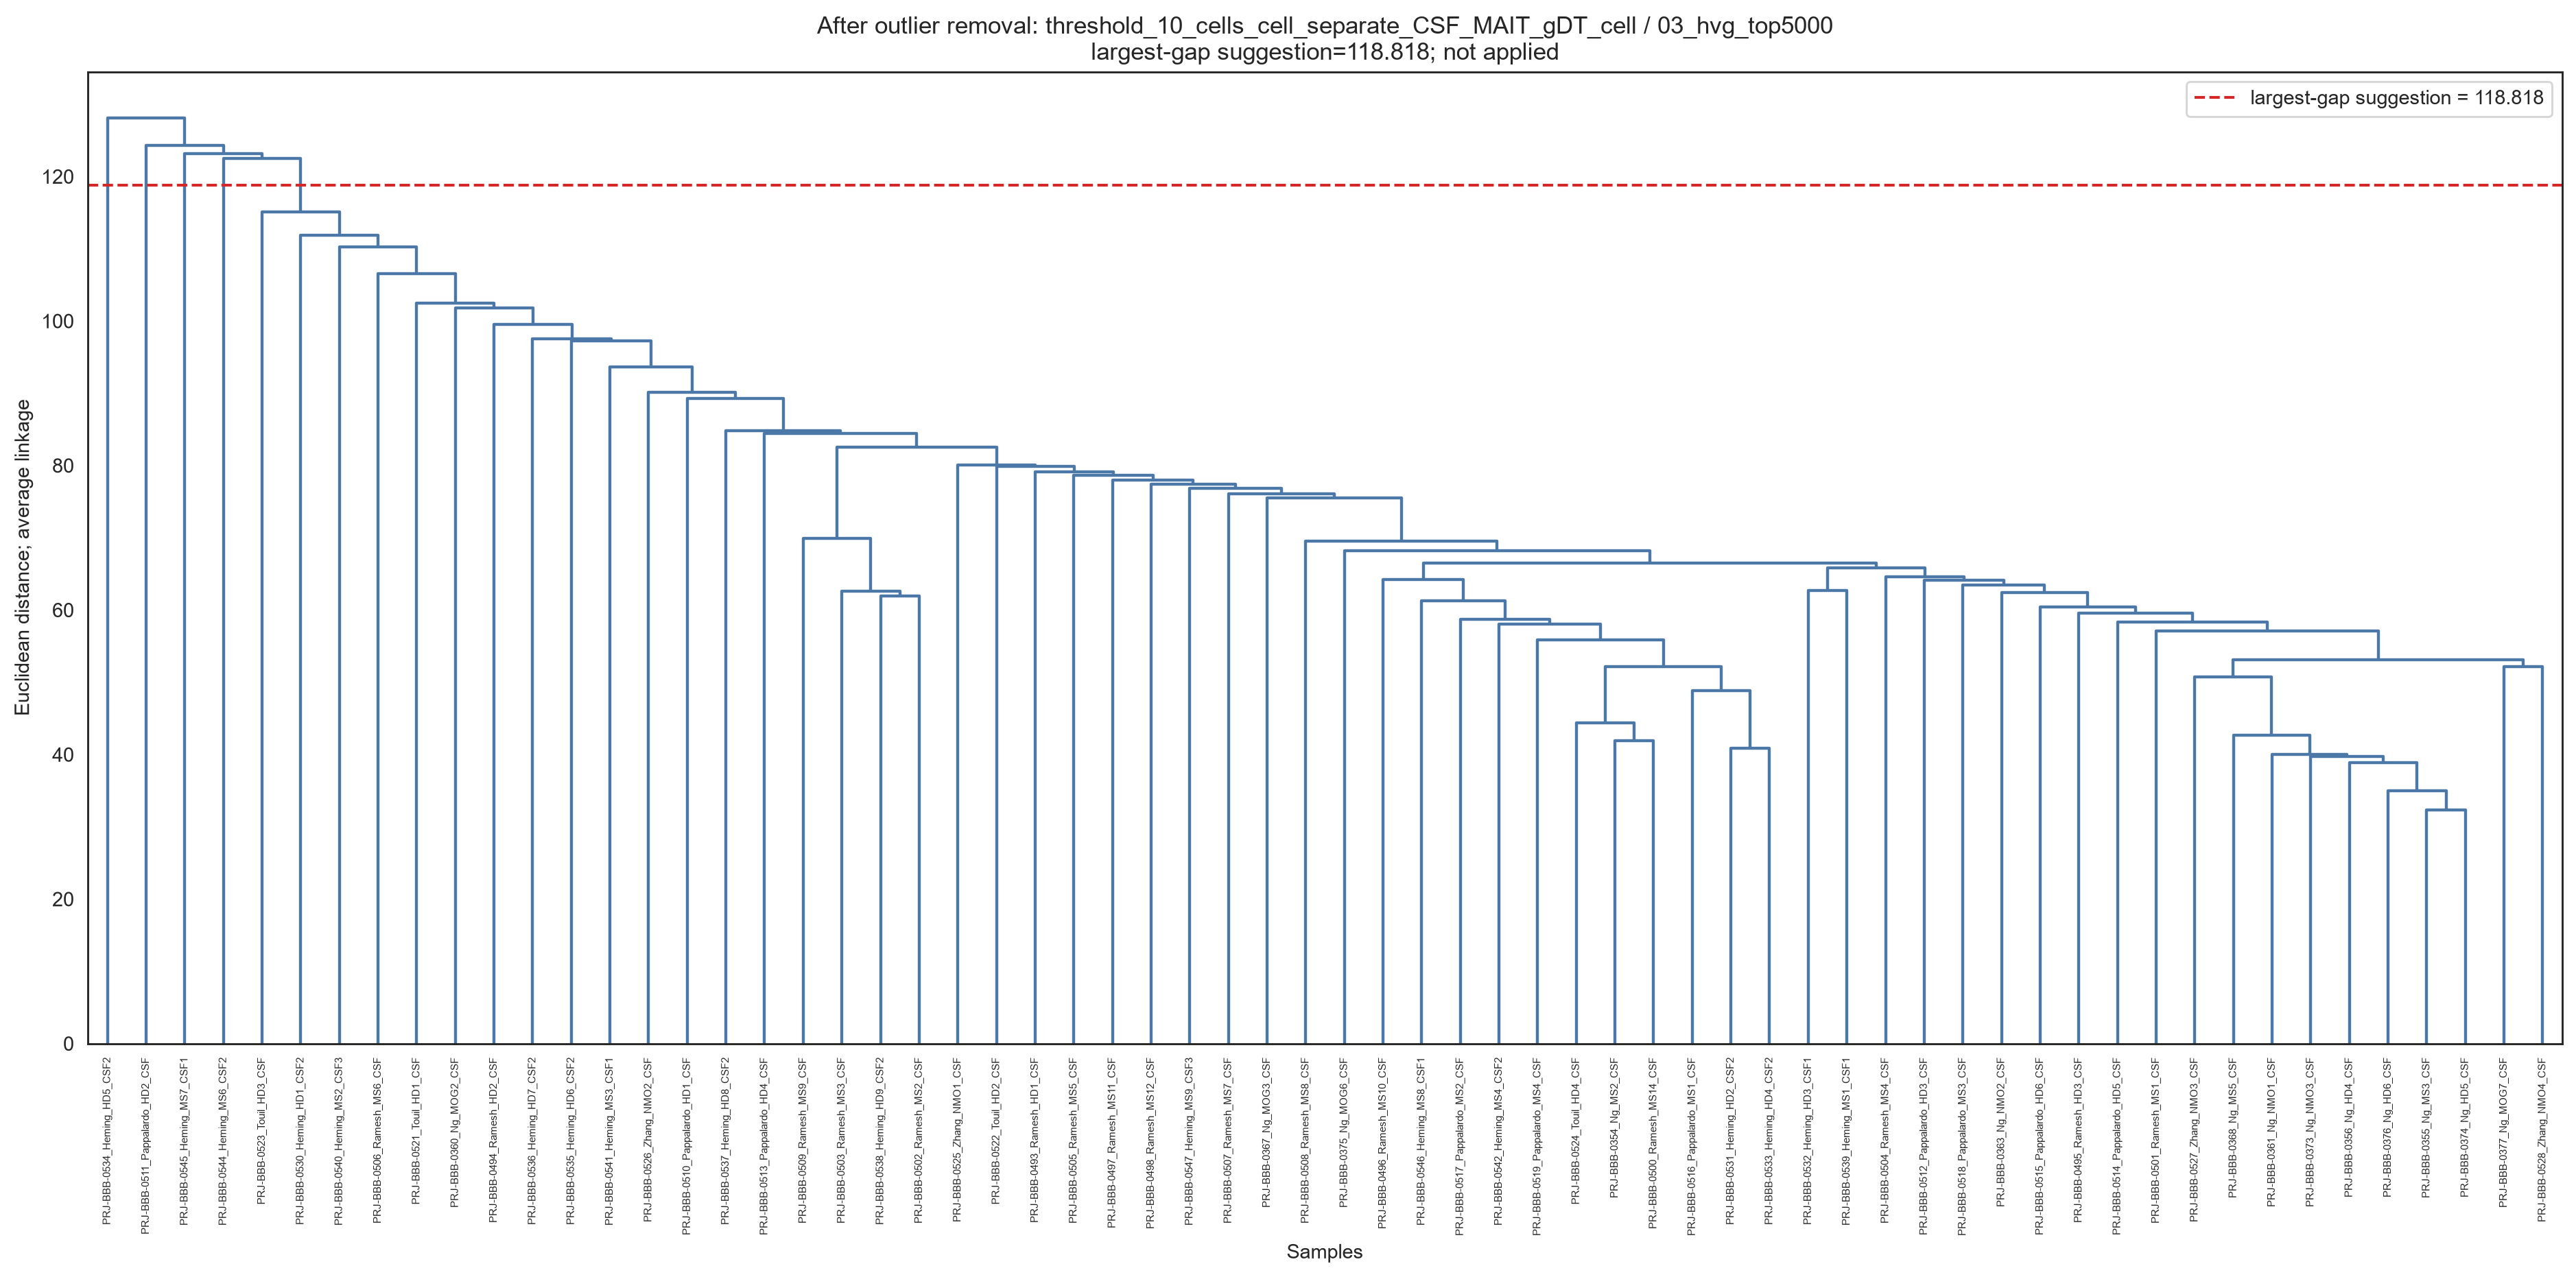 After outlier removal: threshold_10_cells_cell_separate_CSF_MAIT_gDT_cell / 03_hvg_top5000
largest-gap suggestion=118.818; not applied
largest-gap suggestion = 118.818
Euclidean distance; average linkage
120
100
80
60
40
20
0
PRJ-BBB-0534_Heming_HD5_CSF2
PRJ-BBB-0511_Pappalardo_HD2_CSF
PRJ-BBB-0545_Heming_MS7_CSF1
PRJ-BBB-0544_Heming_MS6_CSF2
PRJ-BBB-0523_Touil_HD3_CSF
PRJ-BBB-0530_Heming_HD1_CSF2
PRJ-BBB-0540_Heming_MS2_CSF3
PRJ-BBB-0506_Ramesh_MS6_CSF
PRJ-BBB-0521_Touil_HD1_CSF
PRJ-BBB-0360_Ng_MOG2_CSF
PRJ-BBB-0494_Ramesh_HD2_CSF
PRJ-BBB-0536_Heming_HD7_CSF2
PRJ-BBB-0535_Heming_HD6_CSF2
PRJ-BBB-0541_Heming_MS3_CSF1
PRJ-BBB-0526_Zhang_NMO2_CSF
PRJ-BBB-0510_Pappalardo_HD1_CSF
PRJ-BBB-0537_Heming_HD8_CSF2
PRJ-BBB-0513_Pappalardo_HD4_CSF
PRJ-BBB-0509_Ramesh_MS9_CSF
PRJ-BBB-0503_Ramesh_MS3_CSF
PRJ-BBB-0538_Heming_HD9_CSF2
PRJ-BBB-0502_Ramesh_MS2_CSF
PRJ-BBB-0525_Zhang_NMO1_CSF
PRJ-BBB-0522_Touil_HD2_CSF
PRJ-BBB-0493_Ramesh_HD1_CSF
PRJ-BBB-0505_Ramesh_MS5_CSF
PRJ-BBB-0497_Ramesh_MS11_CSF
PRJ-BBB-0498_Ramesh_MS12_CSF
PRJ-BBB-0547_Heming_MS9_CSF3
PRJ-BBB-0507_Ramesh_MS7_CSF
PRJ-BBB-0367_Ng_MOG3_CSF
PRJ-BBB-0508_Ramesh_MS8_CSF
PRJ-BBB-0375_Ng_MOG6_CSF
PRJ-BBB-0496_Ramesh_MS10_CSF
PRJ-BBB-0546_Heming_MS8_CSF1
PRJ-BBB-0517_Pappalardo_MS2_CSF
PRJ-BBB-0542_Heming_MS4_CSF2
PRJ-BBB-0519_Pappalardo_MS4_CSF
PRJ-BBB-0524_Touil_HD4_CSF
PRJ-BBB-0354_Ng_MS2_CSF
PRJ-BBB-0500_Ramesh_MS14_CSF
PRJ-BBB-0516_Pappalardo_MS1_CSF
PRJ-BBB-0531_Heming_HD2_CSF2
PRJ-BBB-0533_Heming_HD4_CSF2
PRJ-BBB-0532_Heming_HD3_CSF1
PRJ-BBB-0539_Heming_MS1_CSF1
PRJ-BBB-0504_Ramesh_MS4_CSF
PRJ-BBB-0512_Pappalardo_HD3_CSF
PRJ-BBB-0518_Pappalardo_MS3_CSF
PRJ-BBB-0363_Ng_NMO2_CSF
PRJ-BBB-0515_Pappalardo_HD6_CSF
PRJ-BBB-0495_Ramesh_HD3_CSF
PRJ-BBB-0514_Pappalardo_HD5_CSF
PRJ-BBB-0501_Ramesh_MS1_CSF
PRJ-BBB-0527_Zhang_NMO3_CSF
PRJ-BBB-0368_Ng_MS5_CSF
PRJ-BBB-0361_Ng_NMO1_CSF
PRJ-BBB-0373_Ng_NMO3_CSF
PRJ-BBB-0356_Ng_HD4_CSF
PRJ-BBB-0376_Ng_HD6_CSF
PRJ-BBB-0355_Ng_MS3_CSF
PRJ-BBB-0374_Ng_HD5_CSF
PRJ-BBB-0377_Ng_MOG7_CSF
PRJ-BBB-0528_Zhang_NMO4_CSF
Samples